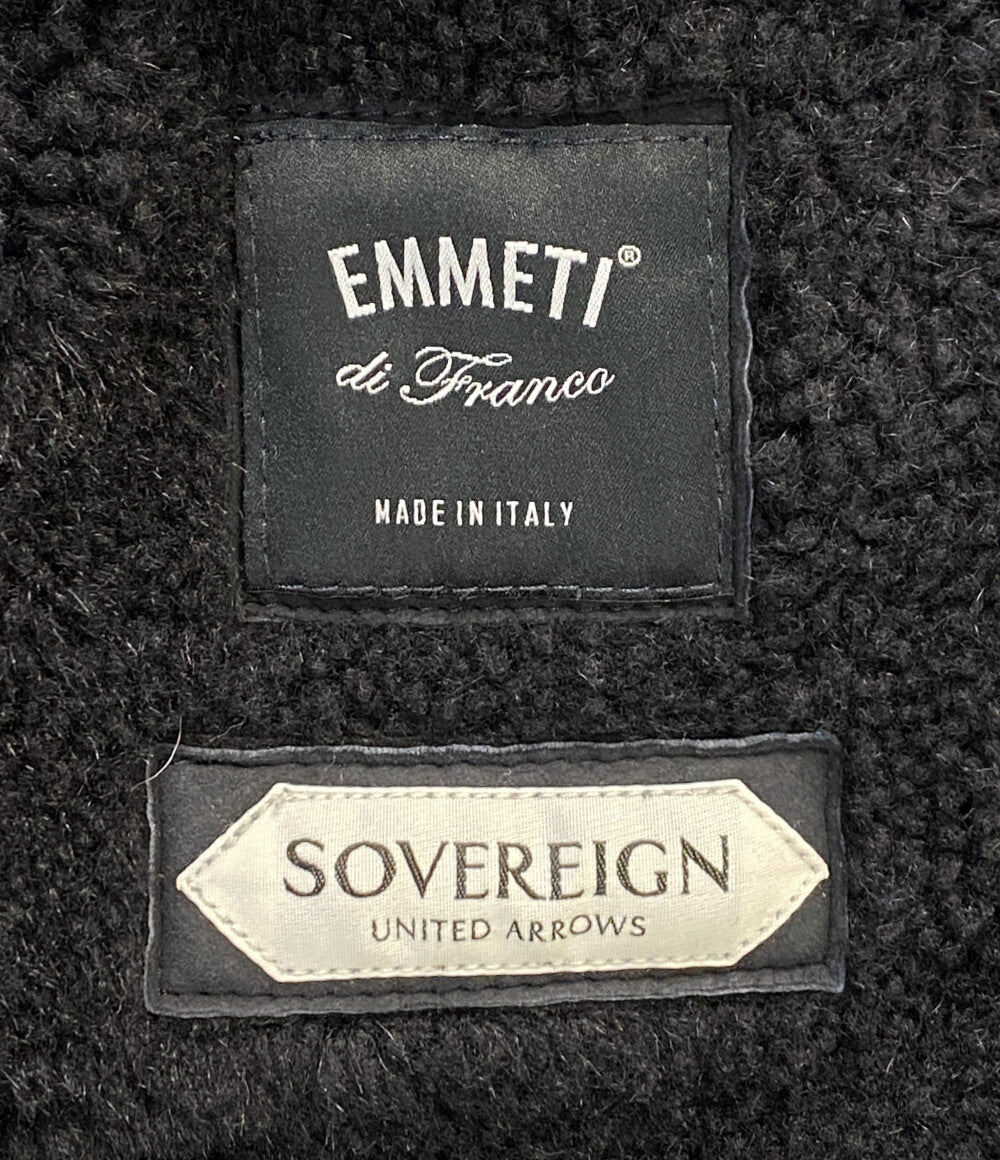 EMMETI®
di Franco
MADE IN ITALY
SOVEREIGN
UNITED ARROWS